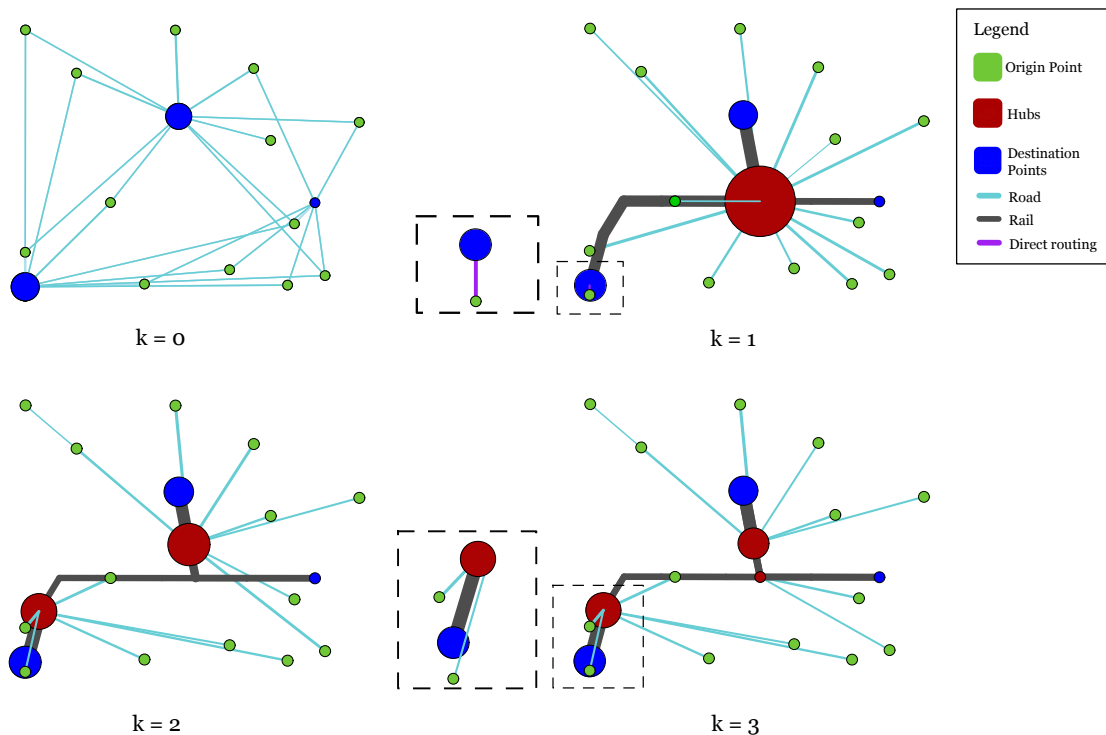 Legend
Origin Point
Hubs
Destination
Points
Road
Rail
Direct routing
k = 0
k = 1
k = 2
k = 3